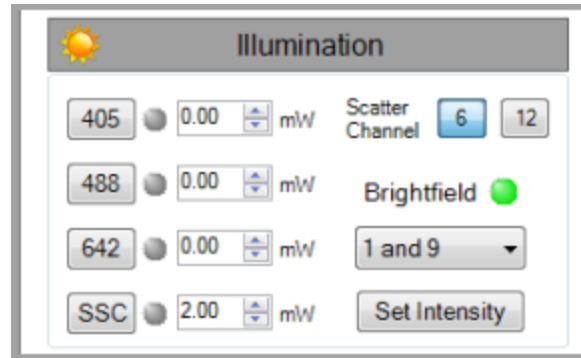 Illumination
405 0.00 mW Scatter Channel 6 12
488 0.00 mW Brightfield
642 0.00 mW 1 and 9
SSC 2.00 mW Set Intensity